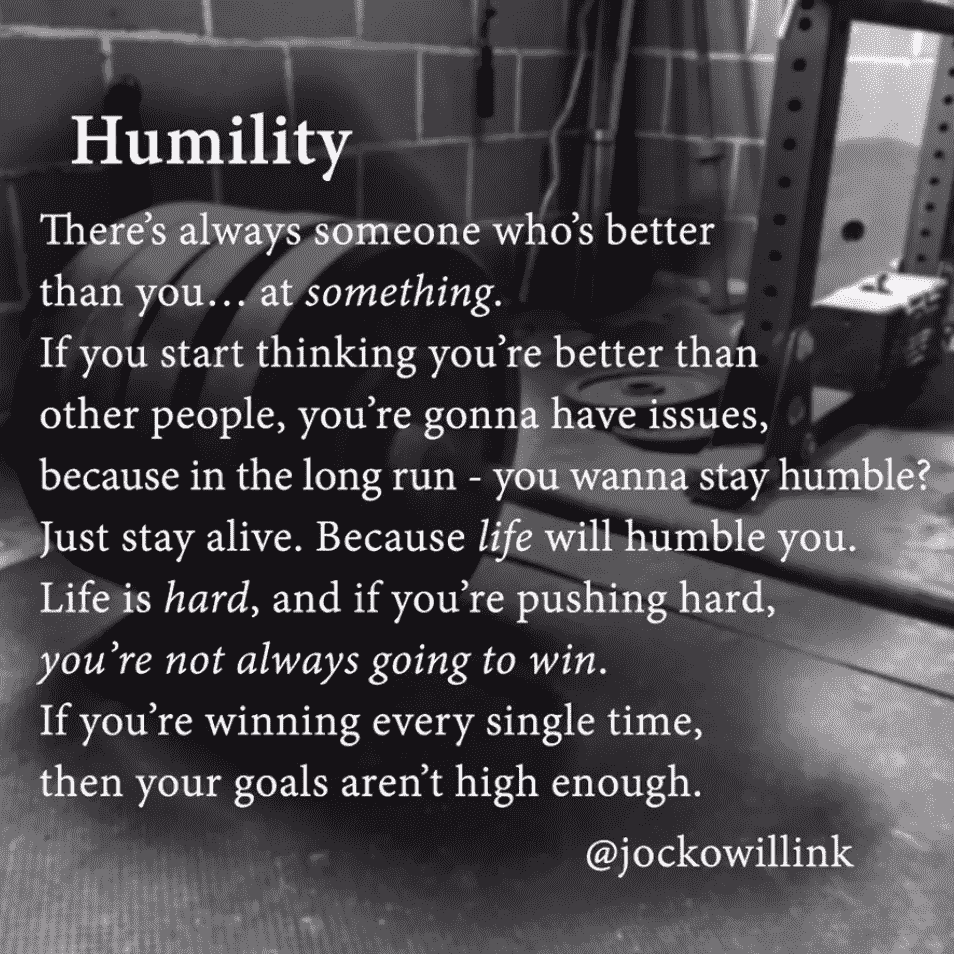 Humility
There’s always someone who’s better
than you… at something.
If you start thinking you’re better than
other people, you’re gonna have issues,
because in the long run - you wanna stay humble?
Just stay alive. Because life will humble you.
Life is hard, and if you’re pushing hard,
you’re not always going to win.
If you’re winning every single time,
then your goals aren’t high enough.
@jockowillink